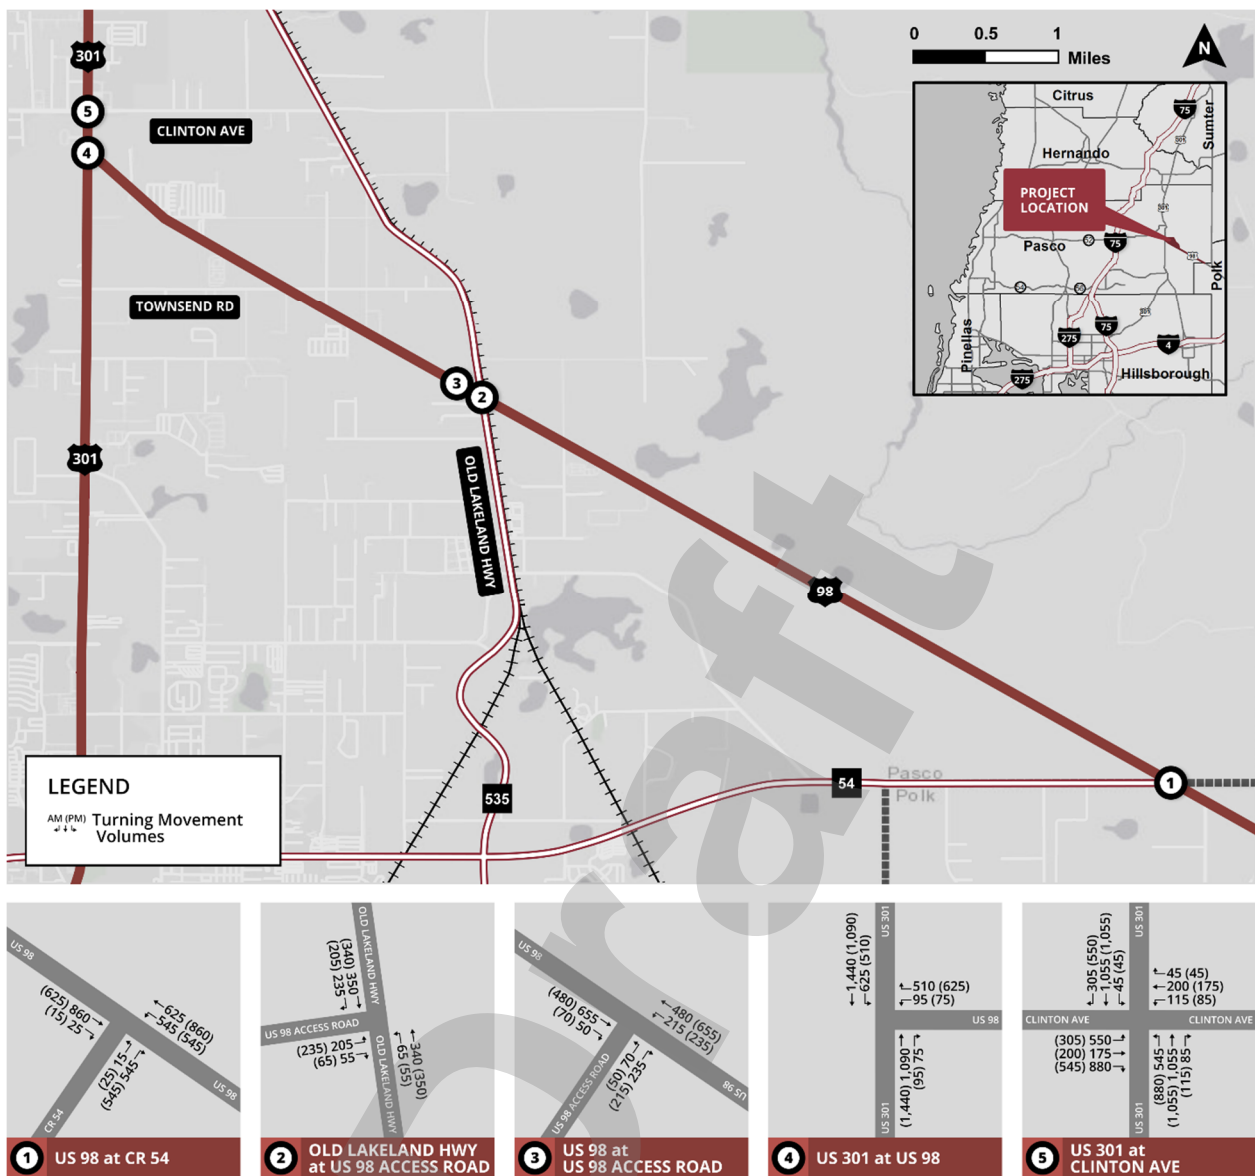 301
5
4
CLINTON AVE
TOWNSEND RD
301
3
2
OLD LAKELAND HWY
98
1
Pasco
54
Polk
535
0 0.5 1
Miles
N
Citrus
75
Sumter
301
Hernando
PROJECT
LOCATION
301
52
Pasco
75
98
Polk
54
301
75
275
4
Pinellas
Hillsborough
275
LEGEND
AM (PM)
Turning Movement
Volumes
Draft
US 98
(625) 860
(15) 25
625 (860)
545 (545)
(25) 15
(545) 545
CR 54
US 98
1 US 98 at CR 54
OLD LAKELAND HWY
(340) 350
(205) 235
US 98 ACCESS ROAD
(235) 205
(65) 55
340 (350)
65 (55)
OLD LAKELAND HWY
2 OLD LAKELAND HWY
at US 98 ACCESS ROAD
US 98
(480) 655
(70) 50
480 (655)
215 (235)
(50) 70
(215) 235
US 98 ACCESS ROAD
US 98
3 US 98 at
US 98 ACCESS ROAD
US 301
1,440 (1,090)
625 (510)
510 (625)
95 (75)
US 98
(1,440) 1,090
(95) 75
US 301
4 US 301 at US 98
US 301
305 (550)
1,055 (1,055)
45 (45)
45 (45)
200 (175)
115 (85)
CLINTON AVE
CLINTON AVE
(305) 550
(200) 175
(545) 880
(880) 545
(1,055) 1,055
(115) 85
US 301
5 US 301 at
CLINTON AVE